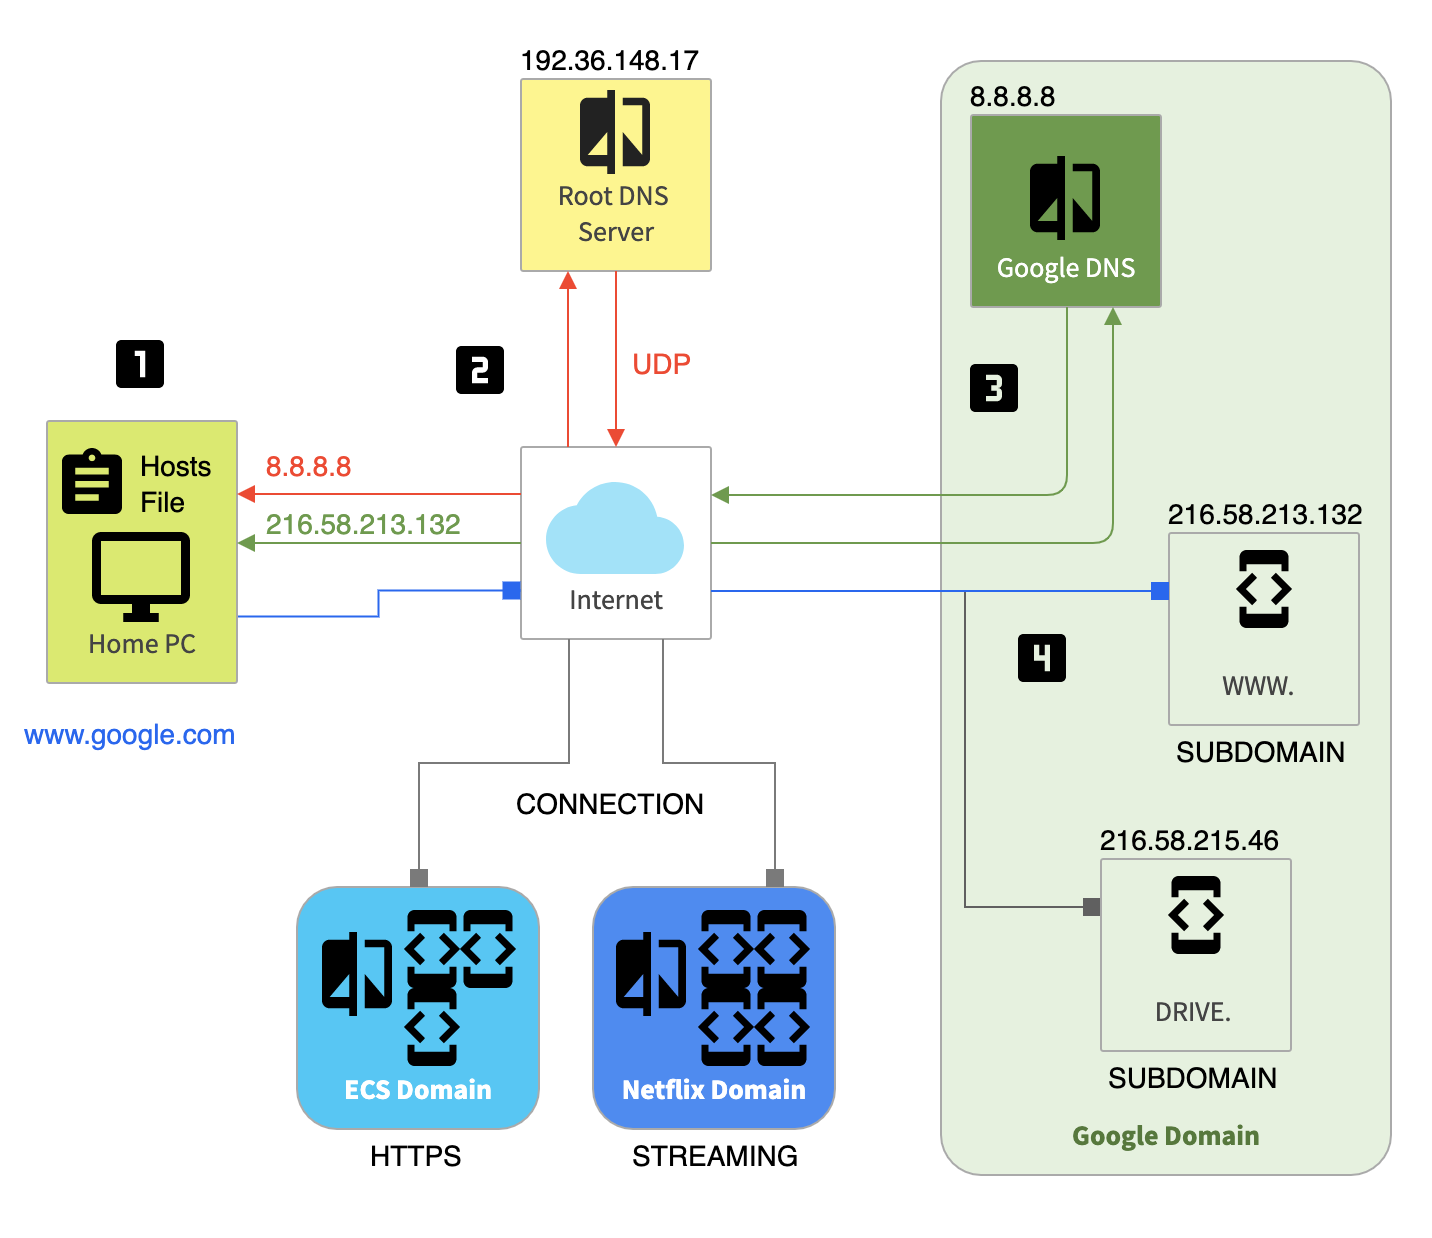 192.36.148.17
Root DNS
Server
8.8.8.8
Google DNS
1
2
UDP
3
Hosts
File
Home PC
www.google.com
8.8.8.8
216.58.213.132
Internet
216.58.213.132
WWW.
SUBDOMAIN
4
CONNECTION
216.58.215.46
DRIVE.
SUBDOMAIN
Google Domain
ECS Domain
HTTPS
Netflix Domain
STREAMING